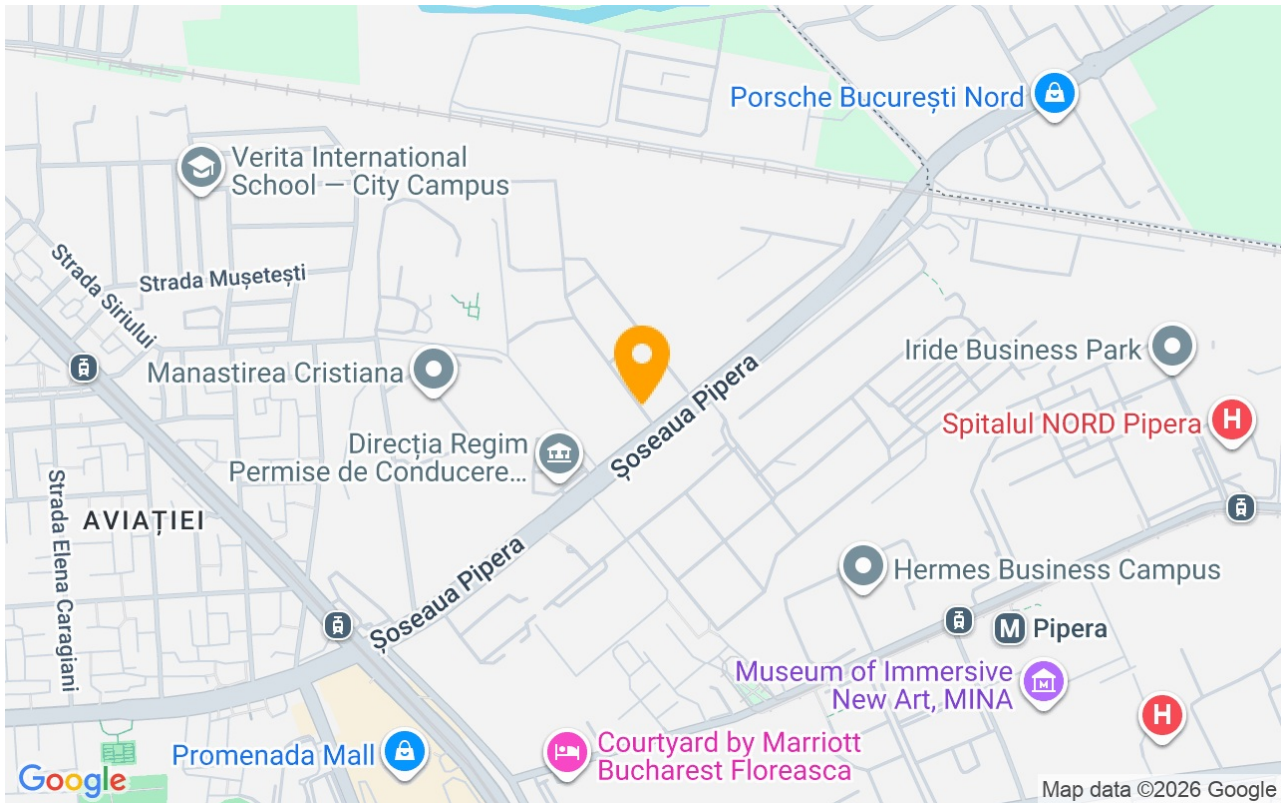 Porsche București Nord
Verita International
School — City Campus
Strada Siriului
Strada Mușetești
Iride Business Park
Manastirea Cristiana
Șoseaua Pipera
Spitalul NORD Pipera
H
Direcția Regim
Permise de Conducere...
Strada Elena Caragiani
AVIAȚIEI
Șoseaua Pipera
Hermes Business Campus
M Pipera
Museum of Immersive
New Art, MINA
H
Promenada Mall
Courtyard by Marriott
Bucharest Floreasca
Google
Map data ©2026 Google